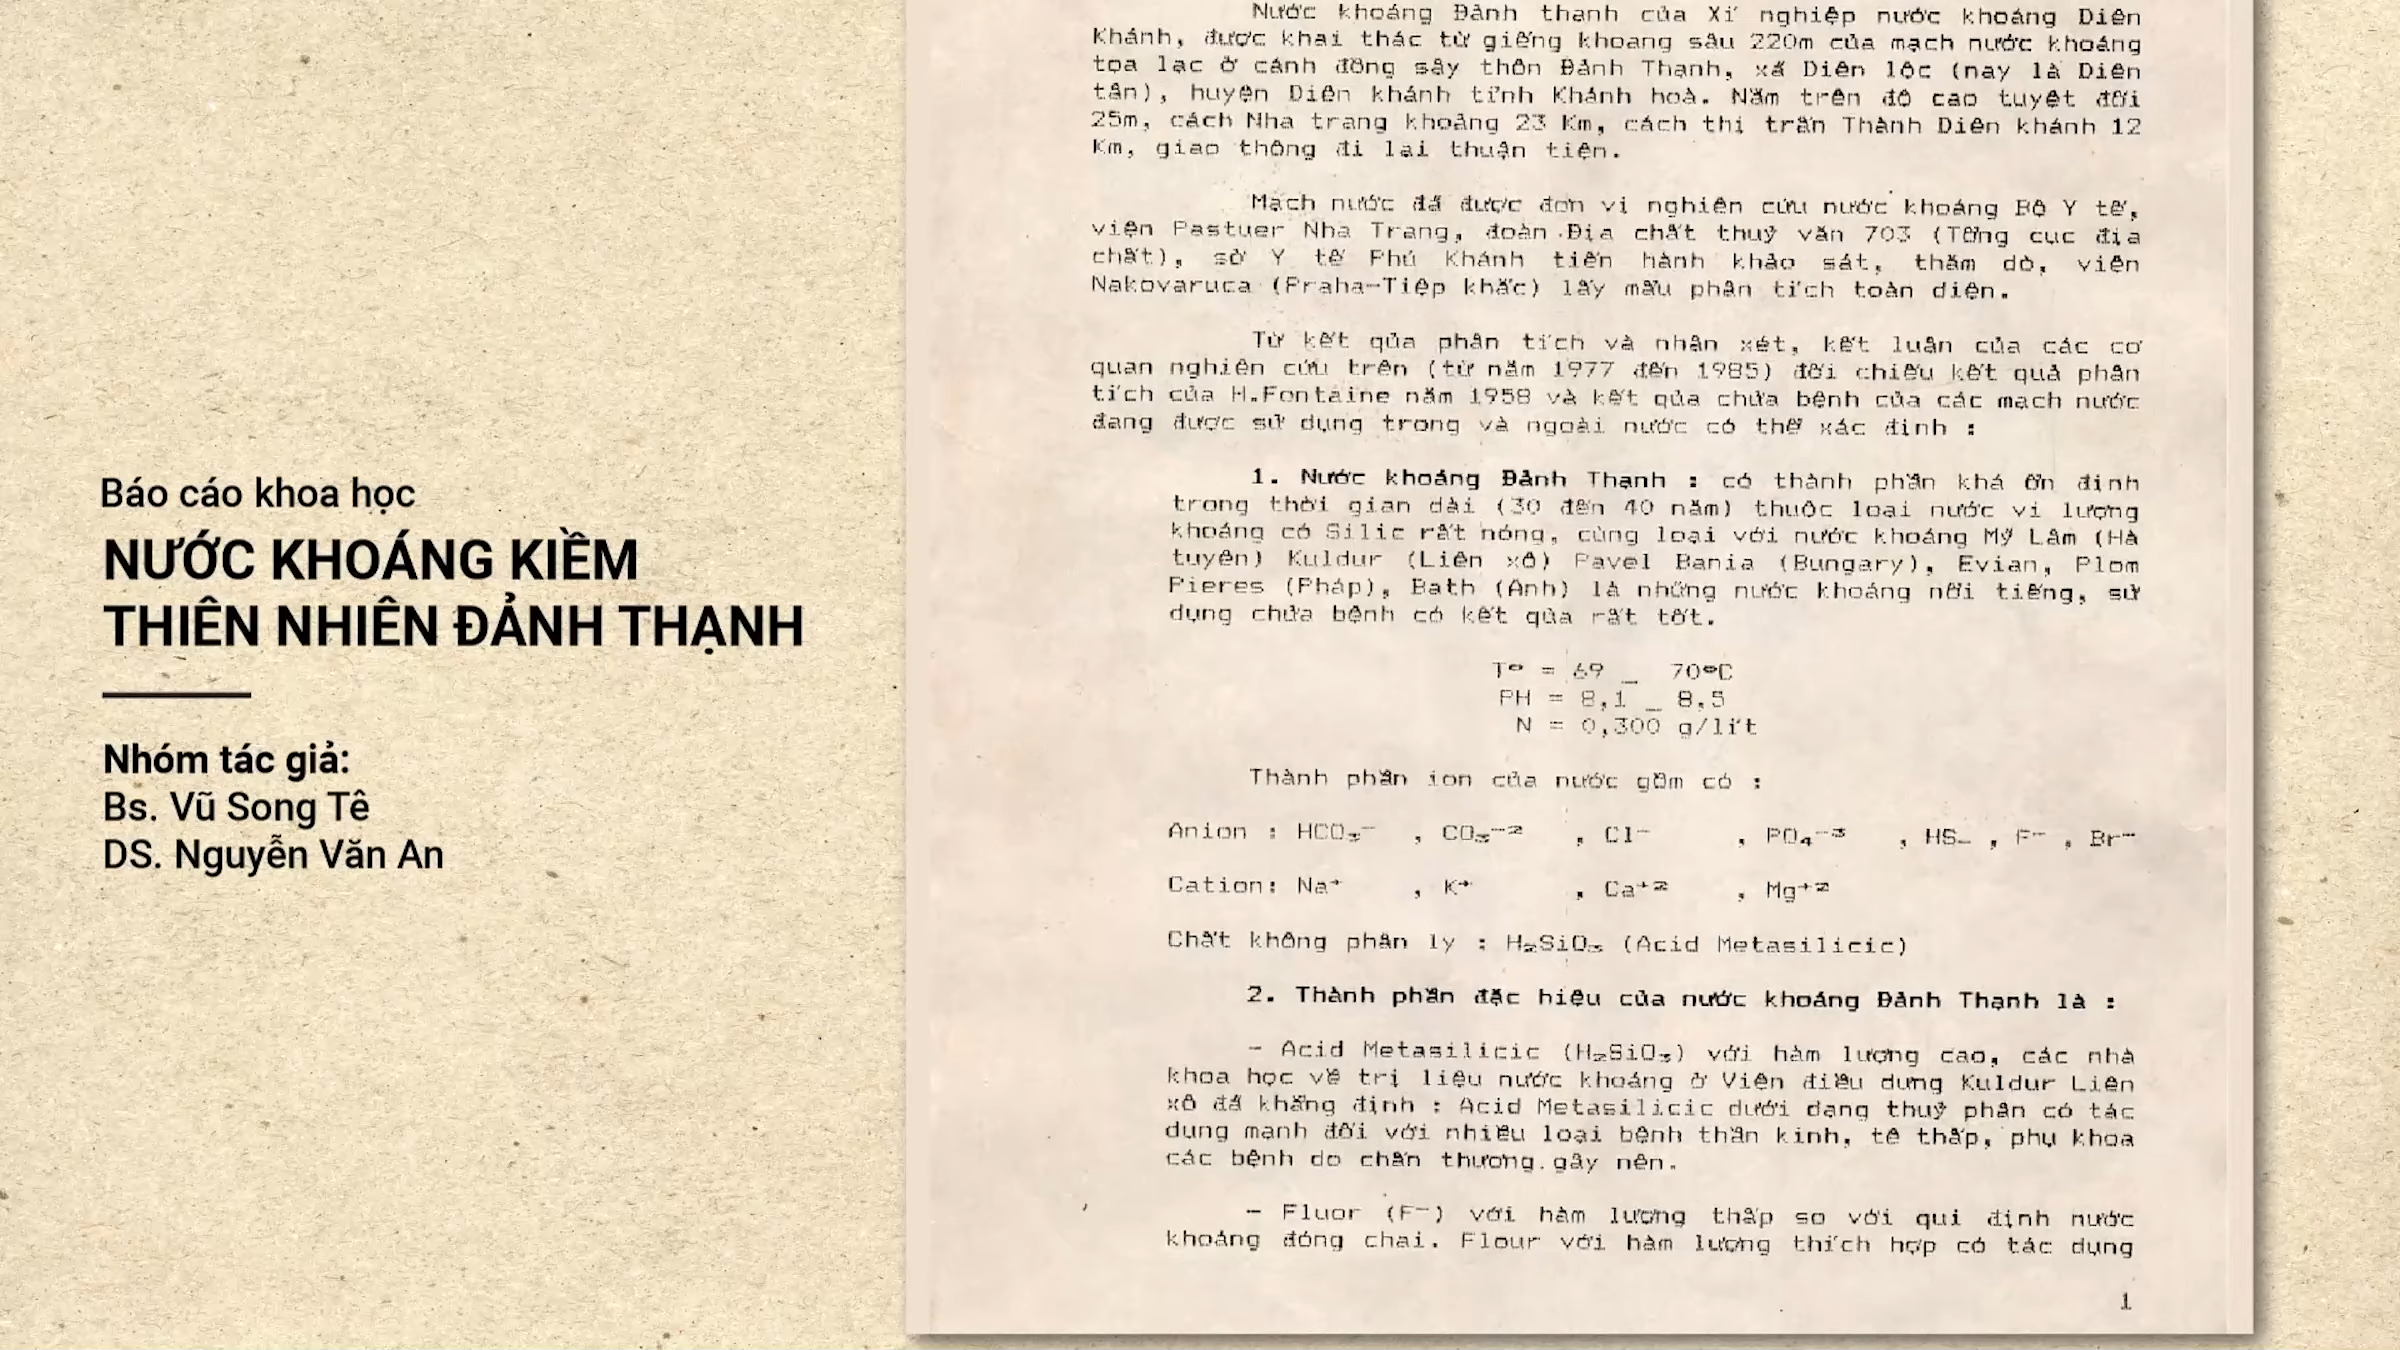 Báo cáo khoa học
NƯỚC KHOÁNG KIỀM
THIÊN NHIÊN ĐẢNH THẠNH
Nhóm tác giả:
Bs. Vũ Song Tê
DS. Nguyễn Văn An
Nước khoáng Đảnh thạnh của Xí nghiệp nước khoáng Diên
Khánh, được khai thác từ giếng khoang sâu 220m của mạch nước khoáng
tọa lạc ở cánh đồng sây thôn Đảnh Thạnh, xã Diên lộc (nay là Diên
tân), huyện Diên khánh tỉnh Khánh hoà. Nằm trên độ cao tuyệt đối
25m, cách Nha trang khoảng 23 Km, cách thị trấn Thành Diên khánh 12
Km, giao thông đi lại thuận tiện.
Mạch nước đã được đơn vị nghiên cứu nước khoáng Bộ Y tế,
viện Pastuer Nha Trang, đoàn Địa chất thuỷ văn 703 (Tổng cục địa
chất), sở Y tế Phú Khánh tiến hành khảo sát, thăm dò, viện
Nakovaruca (Praha-Tiệp khắc) lấy mẫu phân tích toàn diện.
Từ kết qủa phân tích và nhận xét, kết luận của các cơ
quan nghiên cứu trên (từ năm 1977 đến 1985) đối chiếu kết quả phân
tích của H.Fontaine năm 1958 và kết qủa chữa bệnh của các mạch nước
đang được sử dụng trong và ngoài nước có thể xác định :
1. Nước khoáng Đảnh Thạnh : có thành phần khá ổn định
trong thời gian dài (30 đến 40 năm) thuộc loại nước vi lượng
khoáng có Silic rất nóng, cùng loại với nước khoáng Mỹ Lâm (Hà
tuyên) Kuldur (Liên xô) Pavel Bania (Bungary), Evian, Plom
Pieres (Pháp), Bath (Anh) là những nước khoáng nổi tiếng, sử
dụng chữa bệnh có kết qủa rất tốt.
T° = 69 _ 70°C
PH = 8,1 _ 8,5
N = 0,300 g/lít
Thành phần ion của nước gồm có :
Anion : HCO₃⁻ , CO₃⁻² , Cl⁻ , PO₄⁻³ , HS₋ , F⁻ , Br⁻
Cation: Na⁺ , K⁺ , Ca⁺² , Mg⁺²
Chất không phân ly : H₂SiO₃ (Acid Metasilicic)
2. Thành phần đặc hiệu của nước khoáng Đảnh Thạnh là :
- Acid Metasilicic (H₂SiO₃) với hàm lượng cao, các nhà
khoa học về trị liệu nước khoáng ở Viện điều dưng Kuldur Liên
xô đã khẳng định : Acid Metasilicic dưới dạng thuỷ phân có tác
dụng mạnh đối với nhiều loại bệnh thần kinh, tê thấp, phụ khoa
các bệnh do chấn thương gây nên.
- Fluor (F⁻) với hàm lượng thấp so với qui định nước
khoáng đóng chai. Flour với hàm lượng thích hợp có tác dụng
1